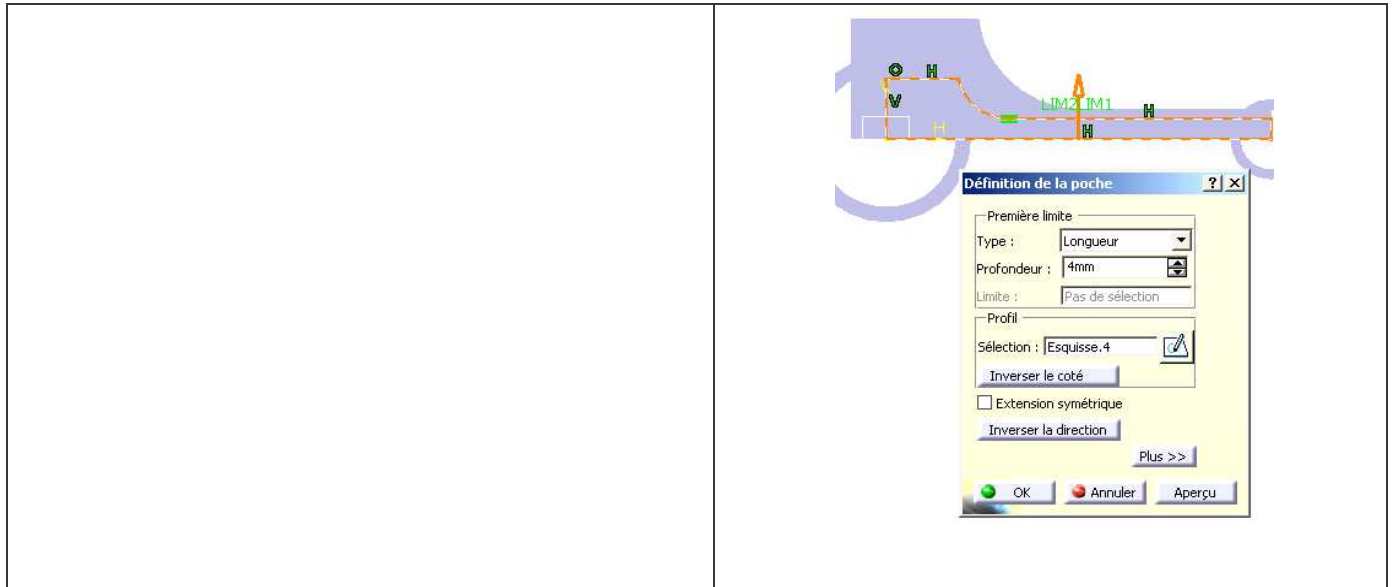 H
V
LIM2 LIM1
H
H
H
Définition de la poche
Première limite
Type : Longueur
Profondeur : 4mm
Limite : Pas de sélection
Profil
Sélection : Esquisse.4
Inverser le coté
Extension symétrique
Inverser la direction
Plus >>
OK Annuler Aperçu